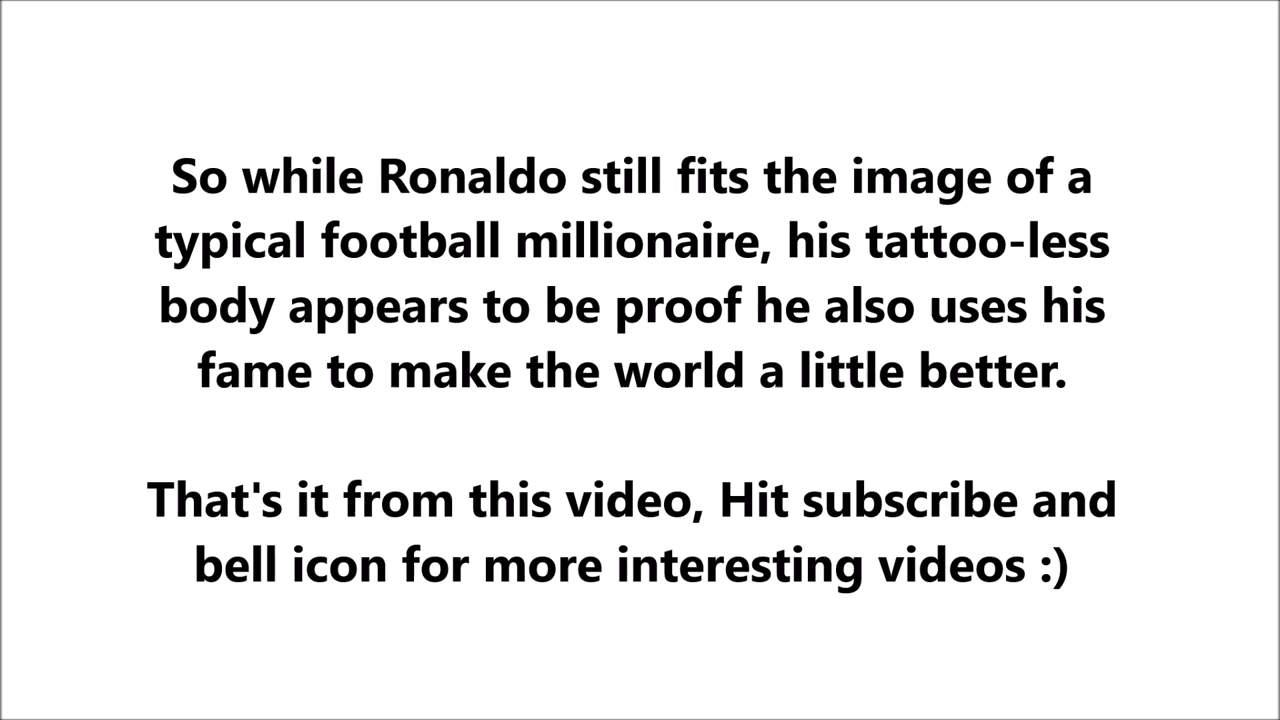 So while Ronaldo still fits the image of a
typical football millionaire, his tattoo-less
body appears to be proof he also uses his
fame to make the world a little better.
That's it from this video, Hit subscribe and
bell icon for more interesting videos :)